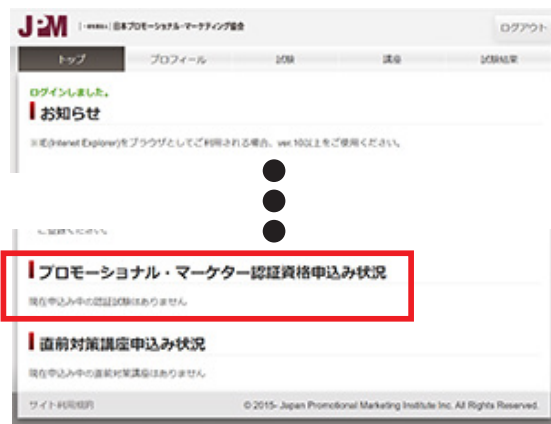 JPM 日本プロモーショナル・マーケティング協会
ログアウト
トップ プロフィール 試験 講座 試験結果
ログインしました。
お知らせ
※IE(Internet Explorer)をブラウザとしてご利用される場合、ver.10以上をご使用ください。
ご登録ください。
プロモーショナル・マーケター認証資格申込み状況
現在申込み中の認証試験はありません
直前対策講座申込み状況
現在申込み中の直前対策講座はありません
サイト利用規約
© 2015- Japan Promotional Marketing Institute Inc. All Rights Reserved.